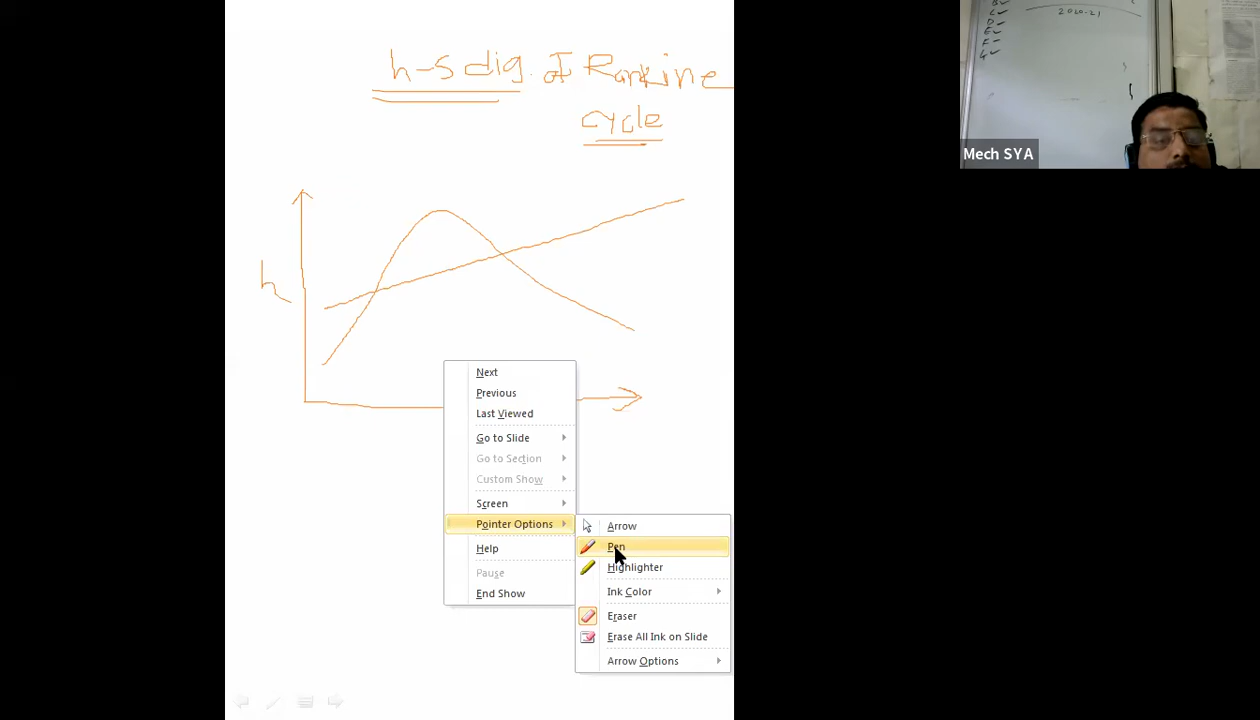 h-s dig. of Rankine
cycle
h
Next
Previous
Last Viewed
Go to Slide
Go to Section
Custom Show
Screen
Pointer Options
Help
Pause
End Show
Arrow
Pen
Highlighter
Ink Color
Eraser
Erase All Ink on Slide
Arrow Options
2020-21
Mech SYA